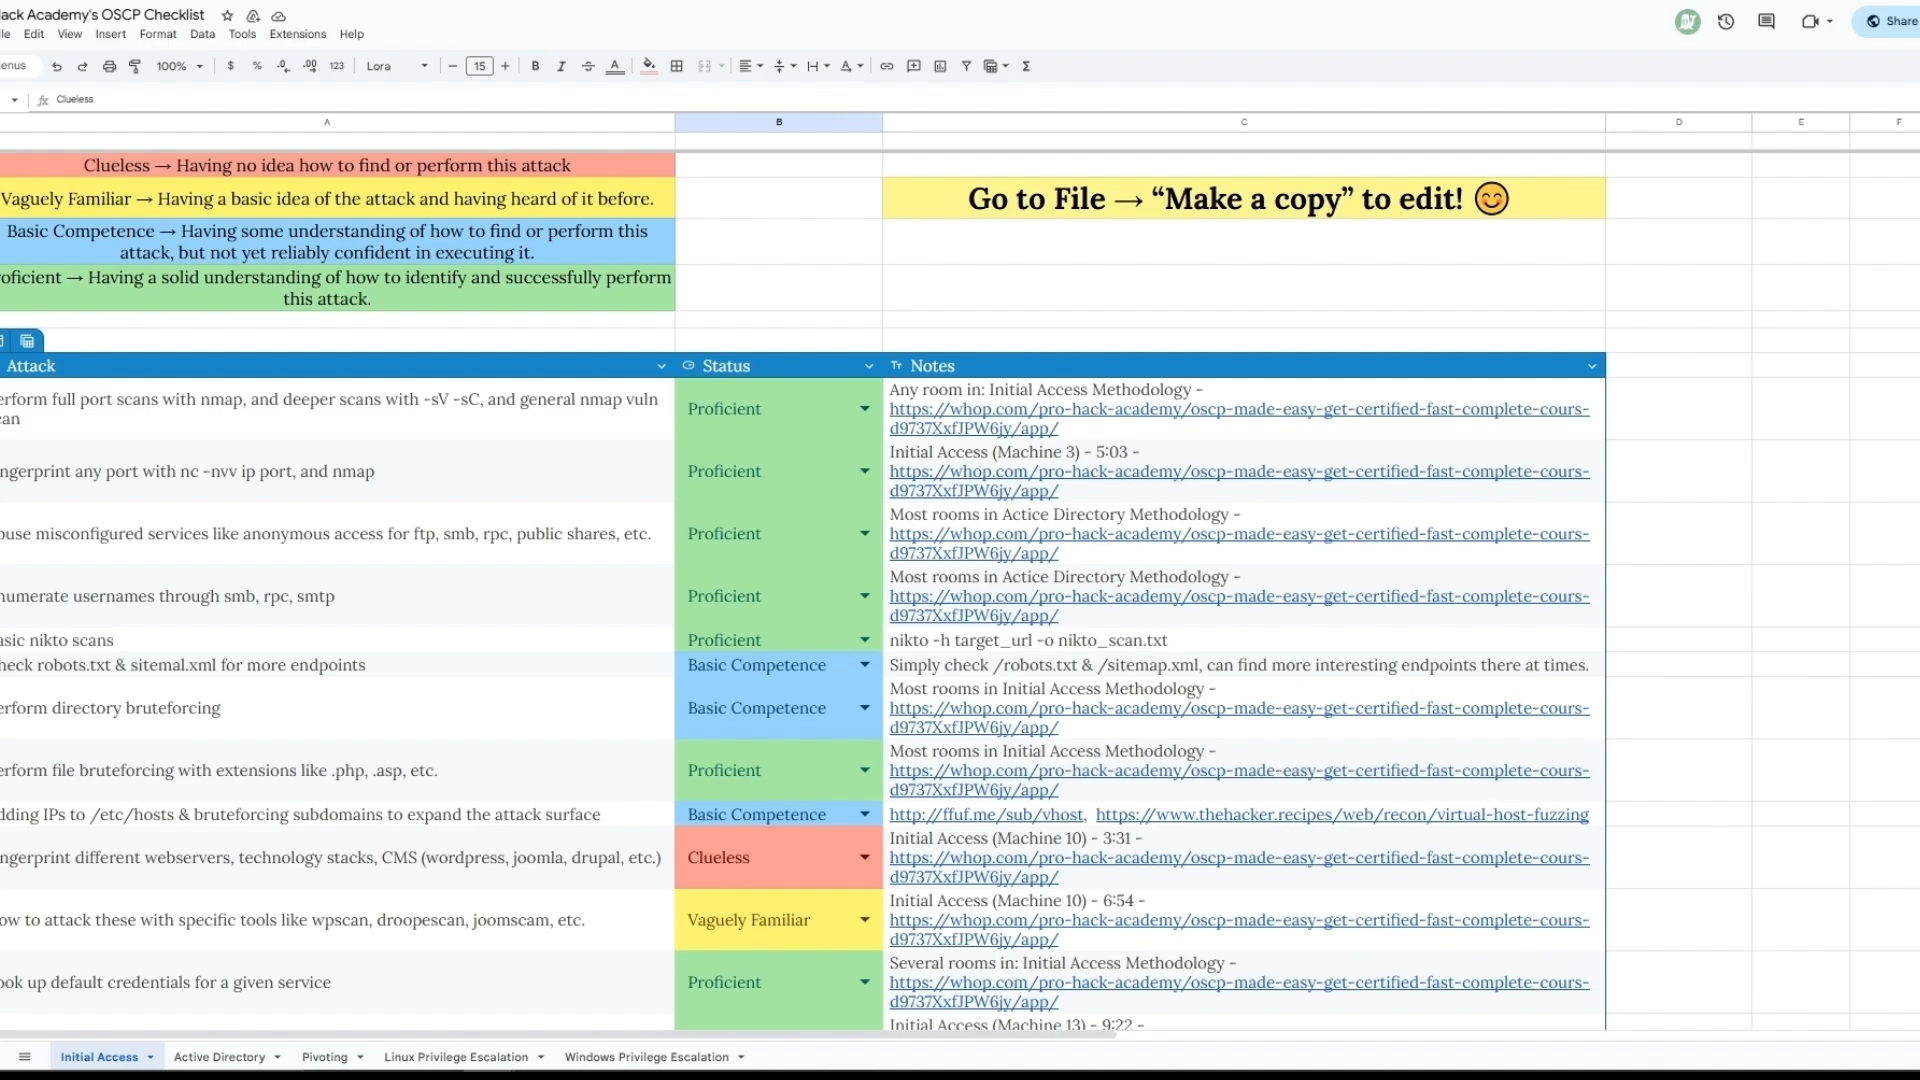 Hack Academy's OSCP Checklist
File Edit View Insert Format Data Tools Extensions Help
Share
Menus 100% $ % .0 .00 123 Lora 15 B I A Σ
fx Clueless
A B C D E F
Clueless → Having no idea how to find or perform this attack
Vaguely Familiar → Having a basic idea of the attack and having heard of it before.
Go to File → “Make a copy” to edit! 😊
Basic Competence → Having some understanding of how to find or perform this
attack, but not yet reliably confident in executing it.
oficient → Having a solid understanding of how to identify and successfully perform
this attack.
Attack Status Tт Notes
erform full port scans with nmap, and deeper scans with -sV -sC, and general nmap vuln
can
Proficient
Any room in: Initial Access Methodology -
https://whop.com/pro-hack-academy/oscp-made-easy-get-certified-fast-complete-cours-
d9737XxfJPW6jy/app/
ngerprint any port with nc -nvv ip port, and nmap
Proficient
Initial Access (Machine 3) - 5:03 -
https://whop.com/pro-hack-academy/oscp-made-easy-get-certified-fast-complete-cours-
d9737XxfJPW6jy/app/
buse misconfigured services like anonymous access for ftp, smb, rpc, public shares, etc.
Proficient
Most rooms in Actice Directory Methodology -
https://whop.com/pro-hack-academy/oscp-made-easy-get-certified-fast-complete-cours-
d9737XxfJPW6jy/app/
numerate usernames through smb, rpc, smtp
Proficient
Most rooms in Actice Directory Methodology -
https://whop.com/pro-hack-academy/oscp-made-easy-get-certified-fast-complete-cours-
d9737XxfJPW6jy/app/
asic nikto scans
Proficient
nikto -h target_url -o nikto_scan.txt
heck robots.txt & sitemal.xml for more endpoints
Basic Competence
Simply check /robots.txt & /sitemap.xml, can find more interesting endpoints there at times.
erform directory bruteforcing
Basic Competence
Most rooms in Initial Access Methodology -
https://whop.com/pro-hack-academy/oscp-made-easy-get-certified-fast-complete-cours-
d9737XxfJPW6jy/app/
erform file bruteforcing with extensions like .php, .asp, etc.
Proficient
Most rooms in Initial Access Methodology -
https://whop.com/pro-hack-academy/oscp-made-easy-get-certified-fast-complete-cours-
d9737XxfJPW6jy/app/
dding IPs to /etc/hosts & bruteforcing subdomains to expand the attack surface
Basic Competence
http://ffuf.me/sub/vhost, https://www.thehacker.recipes/web/recon/virtual-host-fuzzing
ngerprint different webservers, technology stacks, CMS (wordpress, joomla, drupal, etc.)
Clueless
Initial Access (Machine 10) - 3:31 -
https://whop.com/pro-hack-academy/oscp-made-easy-get-certified-fast-complete-cours-
d9737XxfJPW6jy/app/
ow to attack these with specific tools like wpscan, droopescan, joomscam, etc.
Vaguely Familiar
Initial Access (Machine 10) - 6:54 -
https://whop.com/pro-hack-academy/oscp-made-easy-get-certified-fast-complete-cours-
d9737XxfJPW6jy/app/
ook up default credentials for a given service
Proficient
Several rooms in: Initial Access Methodology -
https://whop.com/pro-hack-academy/oscp-made-easy-get-certified-fast-complete-cours-
d9737XxfJPW6jy/app/
Initial Access (Machine 13) - 9:22 -
Initial Access Active Directory Pivoting Linux Privilege Escalation Windows Privilege Escalation